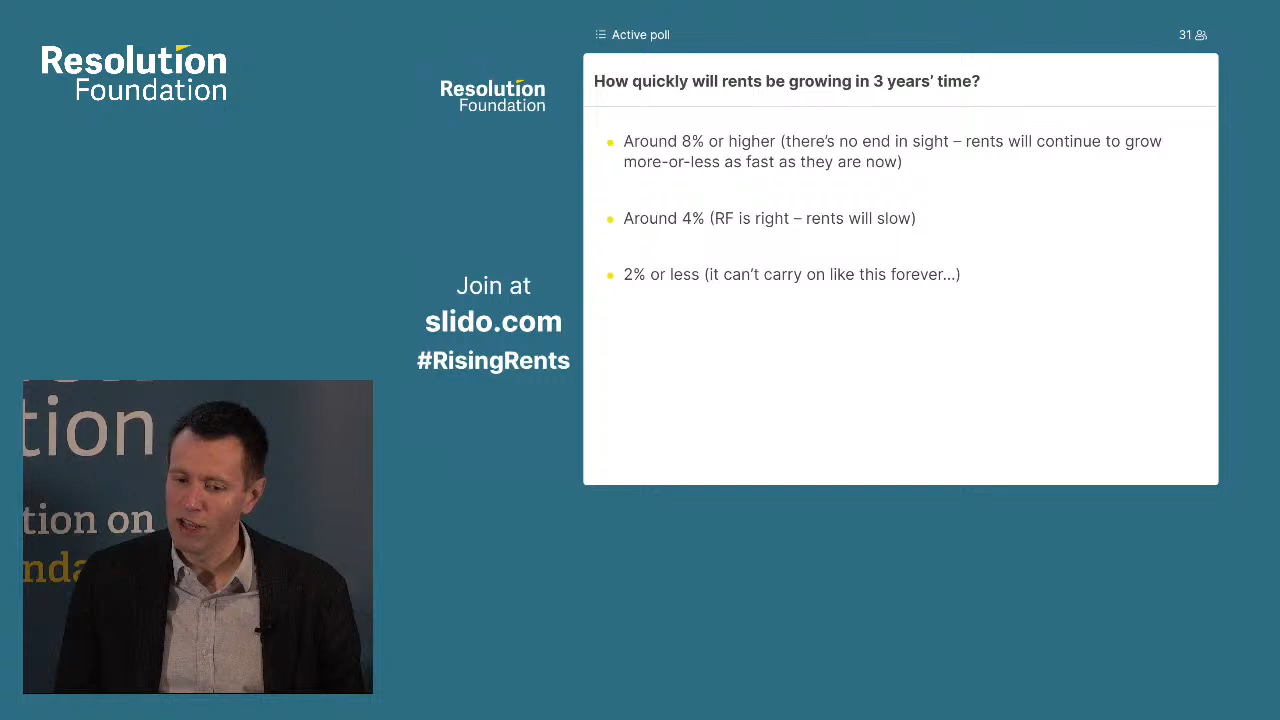 Resolution
Foundation
Active poll
31
Resolution
Foundation
How quickly will rents be growing in 3 years’ time?
Around 8% or higher (there’s no end in sight – rents will continue to grow
more-or-less as fast as they are now)
Around 4% (RF is right – rents will slow)
2% or less (it can’t carry on like this forever...)
Join at
slido.com
#RisingRents
tion
tion on
nda